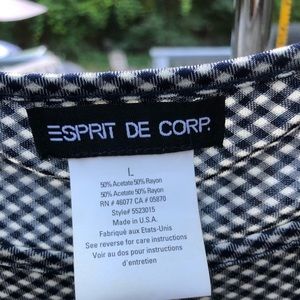 ESPRIT DE CORP.
L
50% Acetate 50% Rayon
50% Acetate 50% Rayon
RN # 46077 CA # 05870
Style# 5523015
Made in U.S.A.
Fabriqué aux Etats-Unis
See reverse for care instructions
Voir au dos pour instructions
d'entretien